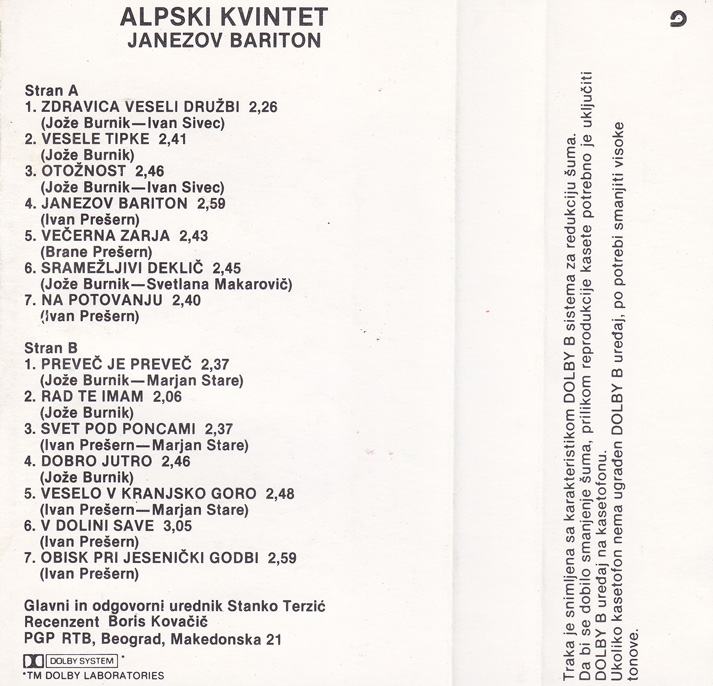 ALPSKI KVINTET
JANEZOV BARITON
Stran A
1. ZDRAVICA VESELI DRUŽBI 2,26
(Jože Burnik—Ivan Sivec)
2. VESELE TIPKE 2,41
(Jože Burnik)
3. OTOŽNOST 2,46
(Jože Burnik—Ivan Sivec)
4. JANEZOV BARITON 2,59
(Ivan Prešern)
5. VEČERNA ZARJA 2,43
(Brane Prešern)
6. SRAMEŽLJIVI DEKLIČ 2,45
(Jože Burnik—Svetlana Makarovič)
7. NA POTOVANJU 2,40
(Ivan Prešern)
Stran B
1. PREVEČ JE PREVEČ 2,37
(Jože Burnik—Marjan Stare)
2. RAD TE IMAM 2,06
(Jože Burnik)
3. SVET POD PONCAMI 2,37
(Ivan Prešern—Marjan Stare)
4. DOBRO JUTRO 2,46
(Jože Burnik)
5. VESELO V KRANJSKO GORO 2,48
(Ivan Prešern—Marjan Stare)
6. V DOLINI SAVE 3,05
(Ivan Prešern)
7. OBISK PRI JESENIČKI GODBI 2,59
(Ivan Prešern)
Glavni in odgovorni urednik Stanko Terzić
Recenzent Boris Kovačič
PGP RTB, Beograd, Makedonska 21
DOLBY SYSTEM *
*TM DOLBY LABORATORIES
Traka je snimljena sa karakteristikom DOLBY B sistema za redukciju šuma.
Da bi se dobilo smanjenje šuma, prilikom reprodukcije kasete potrebno je uključiti
DOLBY B uređaj na kasetofonu.
Ukoliko kasetofon nema ugrađen DOLBY B uređaj, po potrebi smanjiti visoke
tonove.